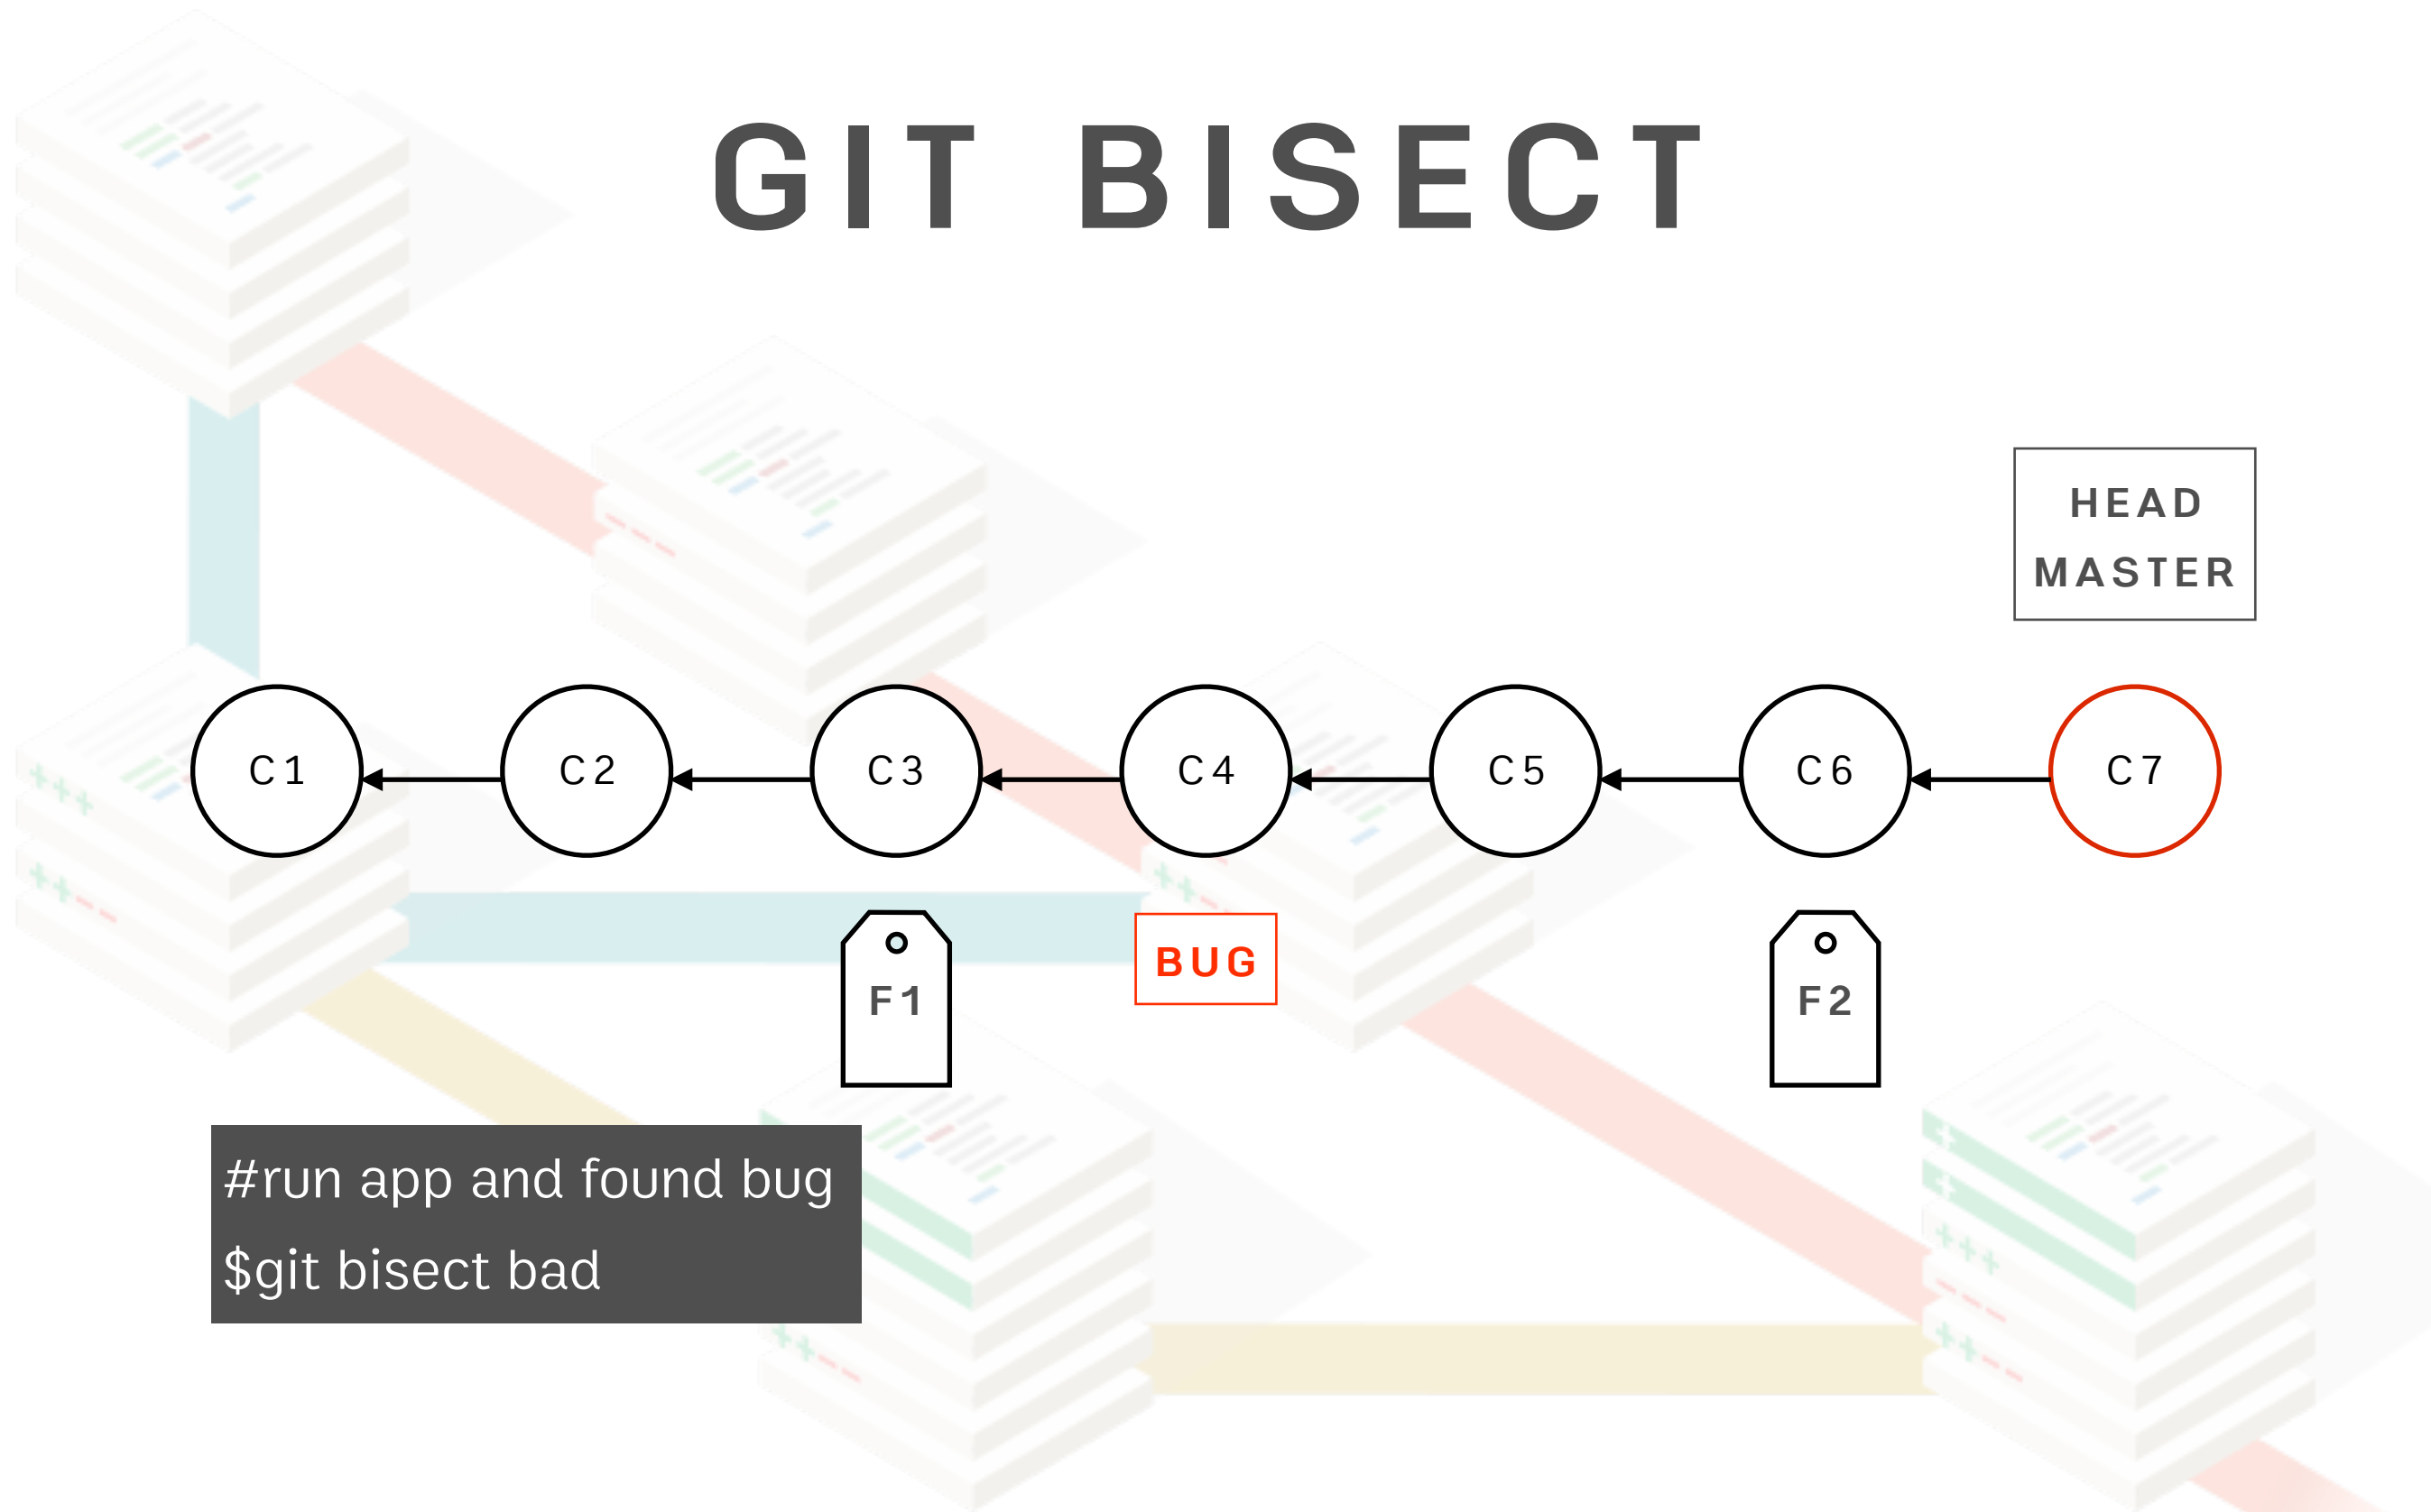 GIT BISECT
HEAD
MASTER
C1
C2
C3
C4
C5
C6
C7
F1
BUG
F2
#run app and found bug
$git bisect bad